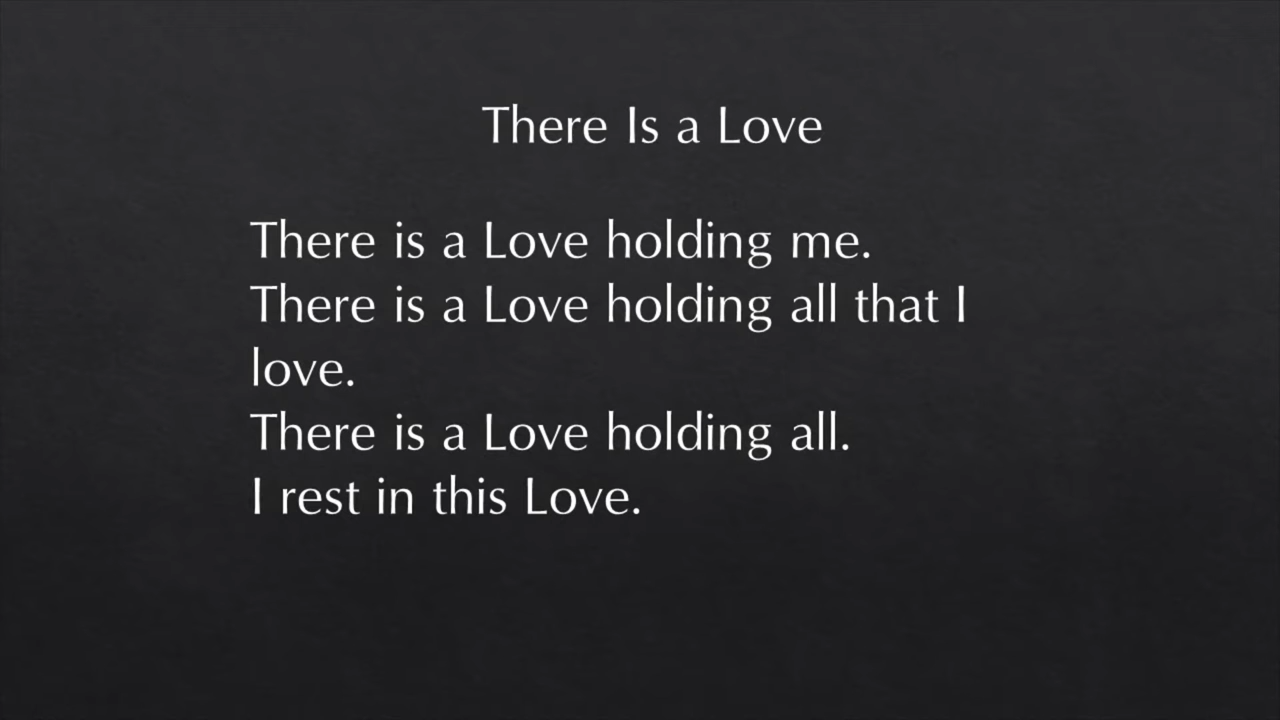 There Is a Love
There is a Love holding me.
There is a Love holding all that I
love.
There is a Love holding all.
I rest in this Love.